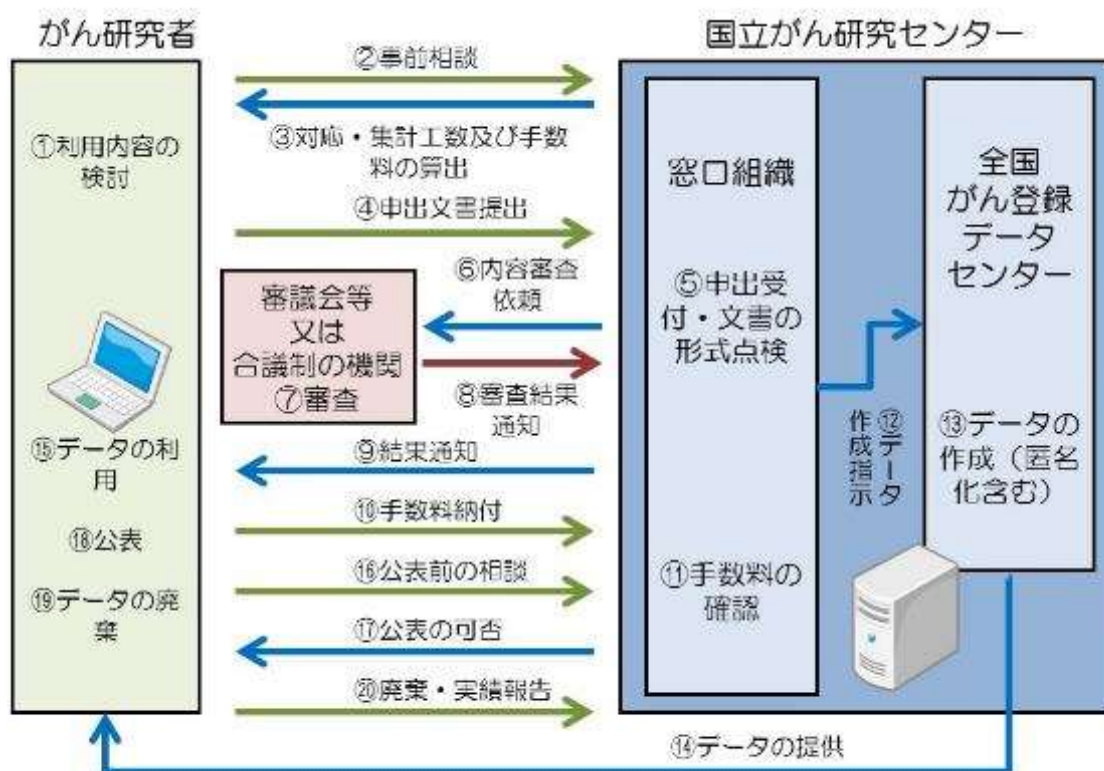 がん研究者
国立がん研究センター
②事前相談
③対応・集計工数及び手数
料の算出
①利用内容の
検討
④申出文書提出
⑥内容審査
依頼
審議会等
又は
合議制の機関
⑦審査
⑧審査結果
通知
窓口組織
⑤申出受
付・文書の
形式点検
全国
がん登録
データ
センター
⑫データ
作成指示
⑬データの
作成（匿名
化含む）
⑨結果通知
⑮データの利
用
⑩手数料納付
⑱公表
⑯公表前の相談
⑪手数料の
確認
⑲データの廃
棄
⑰公表の可否
⑳廃棄・実績報告
⑭データの提供